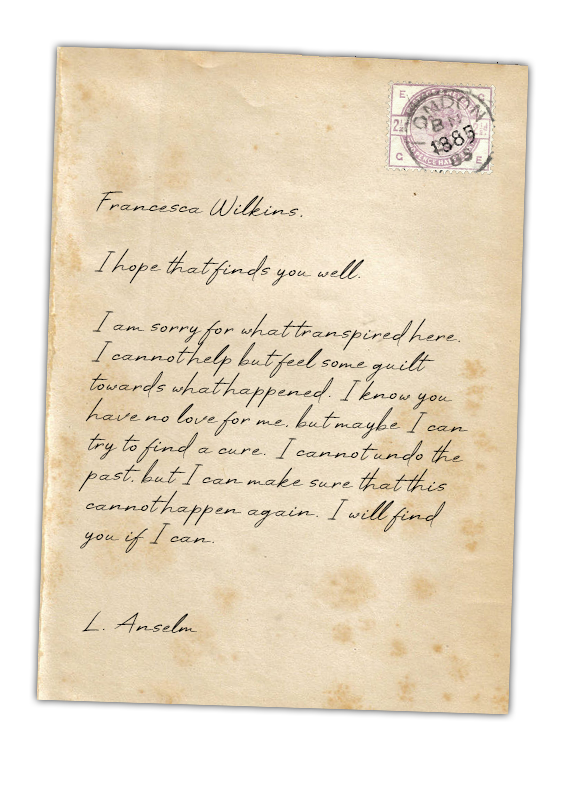 LONDON
1885
Francesca Wilkins,
I hope that finds you well.
I am sorry for what transpired here.
I cannot help but feel some guilt
towards what happened. I know you
have no love for me, but maybe I can
try to find a cure. I cannot undo the
past, but I can make sure that this
cannot happen again. I will find
you if I can.
L. Anselm